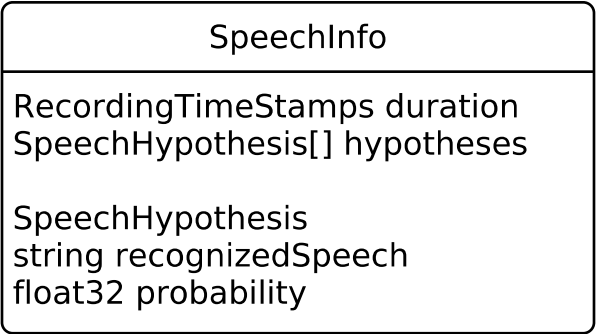 SpeechInfo
RecordingTimeStamps duration
SpeechHypothesis[] hypotheses
SpeechHypothesis
string recognizedSpeech
float32 probability